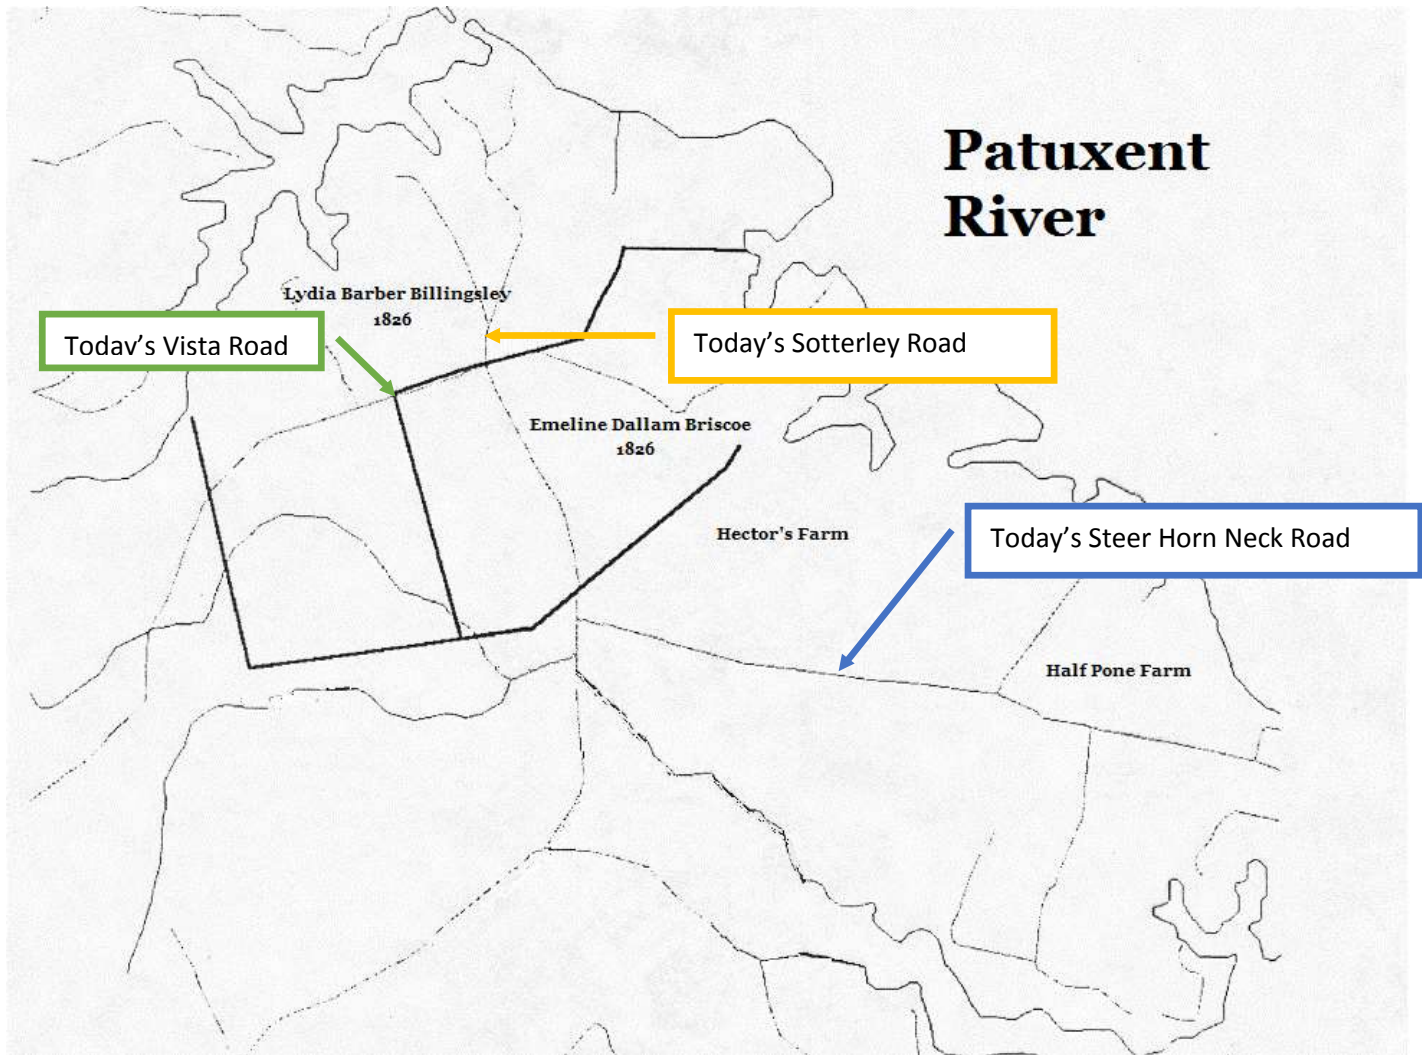 Patuxent
River
Lydia Barber Billingsley
1826
Today's Vista Road
Today's Sotterley Road
Emeline Dallam Briscoe
1826
Hector's Farm
Today's Steer Horn Neck Road
Half Pone Farm